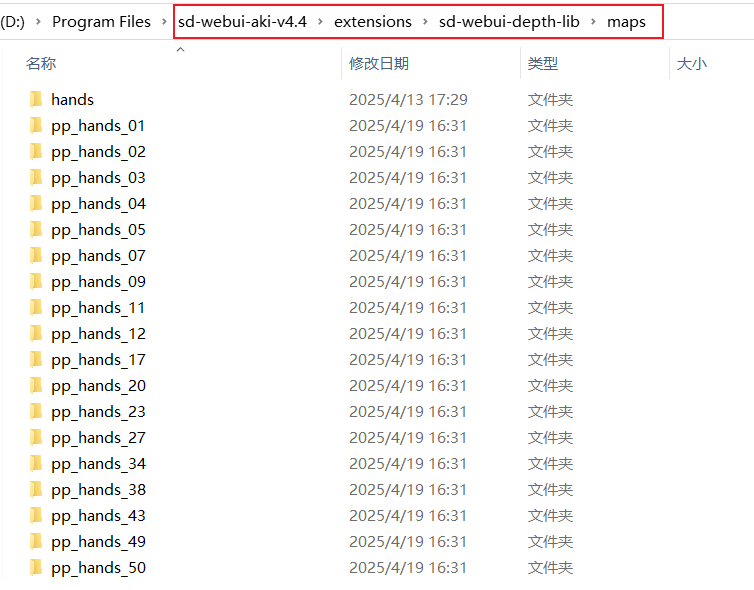 (D:) › Program Files › sd-webui-aki-v4.4 › extensions › sd-webui-depth-lib › maps
名称 修改日期 类型 大小
hands 2025/4/13 17:29 文件夹
pp_hands_01 2025/4/19 16:31 文件夹
pp_hands_02 2025/4/19 16:31 文件夹
pp_hands_03 2025/4/19 16:31 文件夹
pp_hands_04 2025/4/19 16:31 文件夹
pp_hands_05 2025/4/19 16:31 文件夹
pp_hands_07 2025/4/19 16:31 文件夹
pp_hands_09 2025/4/19 16:31 文件夹
pp_hands_11 2025/4/19 16:31 文件夹
pp_hands_12 2025/4/19 16:31 文件夹
pp_hands_17 2025/4/19 16:31 文件夹
pp_hands_20 2025/4/19 16:31 文件夹
pp_hands_23 2025/4/19 16:31 文件夹
pp_hands_27 2025/4/19 16:31 文件夹
pp_hands_34 2025/4/19 16:31 文件夹
pp_hands_38 2025/4/19 16:31 文件夹
pp_hands_43 2025/4/19 16:31 文件夹
pp_hands_49 2025/4/19 16:31 文件夹
pp_hands_50 2025/4/19 16:31 文件夹